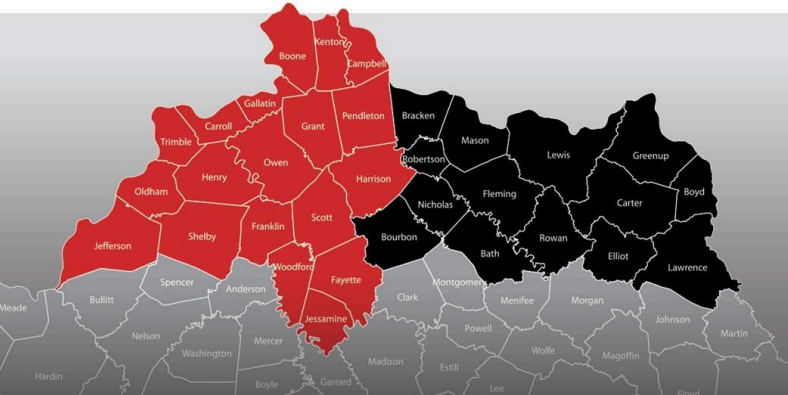 Boone
Kenton
Campbell
Gallatin
Carroll
Trimble
Grant
Pendleton
Bracken
Mason
Owen
Robertson
Lewis
Greenup
Henry
Harrison
Oldham
Fleming
Boyd
Nicholas
Carter
Jefferson
Shelby
Franklin
Scott
Bourbon
Rowan
Bath
Elliot
Lawrence
Woodford
Fayette
Spencer
Anderson
Montgomery
Meade
Bullitt
Clark
Menifee
Morgan
Jessamine
Johnson
Nelson
Mercer
Powell
Martin
Washington
Madison
Wolfe
Magoffin
Estill
Hardin
Boyle
Garrard
Lee
Floyd